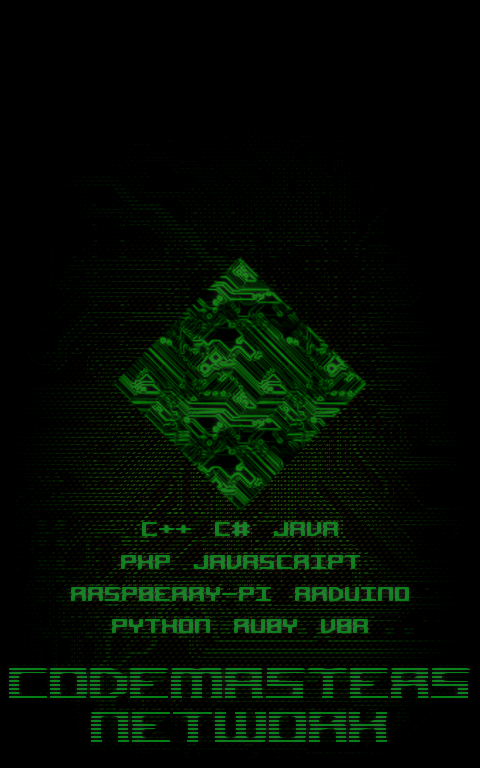 C++ C# JAVA
PHP JAVASCRIPT
RASPBERRY-PI ARDUINO
PYTHON RUBY VBA
CODEMASTERS
NETWORK